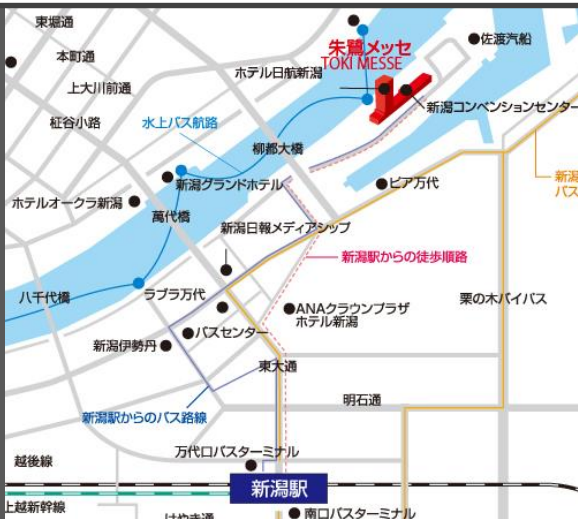 東堀通
本町通
上大川前通
柾谷小路
水上バス航路
ホテル日航新潟
朱鷺メッセ
TOKI MESSE
佐渡汽船
新潟コンベンションセンター
柳都大橋
新潟グランドホテル
ホテルオークラ新潟
萬代橋
ピア万代
新潟
バス
新潟日報メディアシップ
新潟駅からの徒歩順路
八千代橋
ラブラ万代
ANAクラウンプラザ
ホテル新潟
栗の木バイパス
バスセンター
新潟伊勢丹
東大通
新潟駅からのバス路線
明石通
万代口バスターミナル
越後線
新潟駅
上越新幹線
南口バスターミナル
けやき通